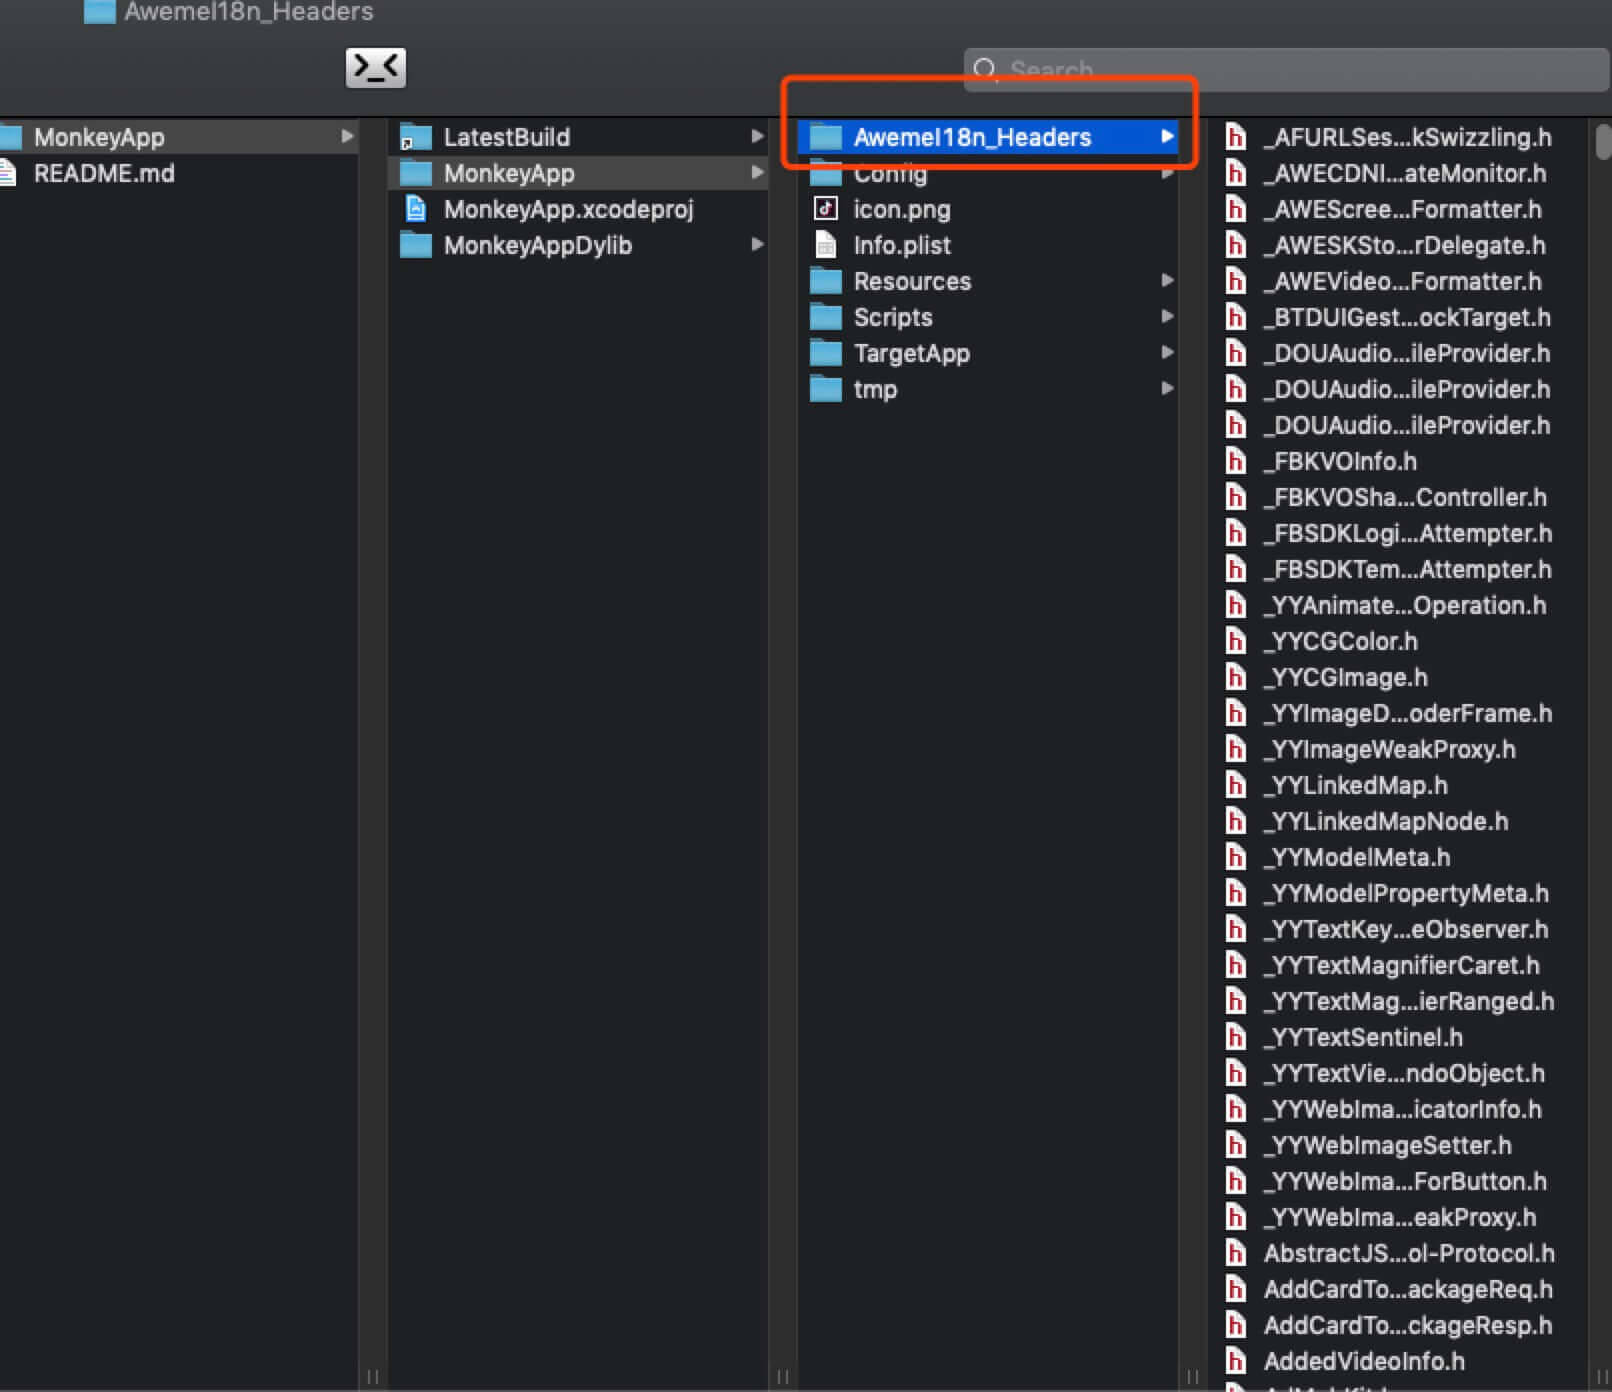 AwemeI18n_Headers
>_<
Search
MonkeyApp
README.md
LatestBuild
MonkeyApp
MonkeyApp.xcodeproj
MonkeyAppDylib
AwemeI18n_Headers
Config
icon.png
Info.plist
Resources
Scripts
TargetApp
tmp
_AFURLSes...kSwizzling.h
_AWECDNI...ateMonitor.h
_AWEScree...Formatter.h
_AWESKSto...rDelegate.h
_AWEVideo...Formatter.h
_BTDUIGest...ockTarget.h
_DOUAudio...ileProvider.h
_DOUAudio...ileProvider.h
_DOUAudio...ileProvider.h
_FBKVOInfo.h
_FBKVOSha...Controller.h
_FBSDKLogi...Attempter.h
_FBSDKTem...Attempter.h
_YYAnimate...Operation.h
_YYCGColor.h
_YYCGImage.h
_YYImageD...oderFrame.h
_YYImageWeakProxy.h
_YYLinkedMap.h
_YYLinkedMapNode.h
_YYModelMeta.h
_YYModelPropertyMeta.h
_YYTextKey...eObserver.h
_YYTextMagnifierCaret.h
_YYTextMag...ierRanged.h
_YYTextSentinel.h
_YYTextVie...ndoObject.h
_YYWebIma...icatorInfo.h
_YYWebImageSetter.h
_YYWebIma...ForButton.h
_YYWebIma...eakProxy.h
AbstractJS...ol-Protocol.h
AddCardTo...ackageReq.h
AddCardTo...ckageResp.h
AddedVideoInfo.h